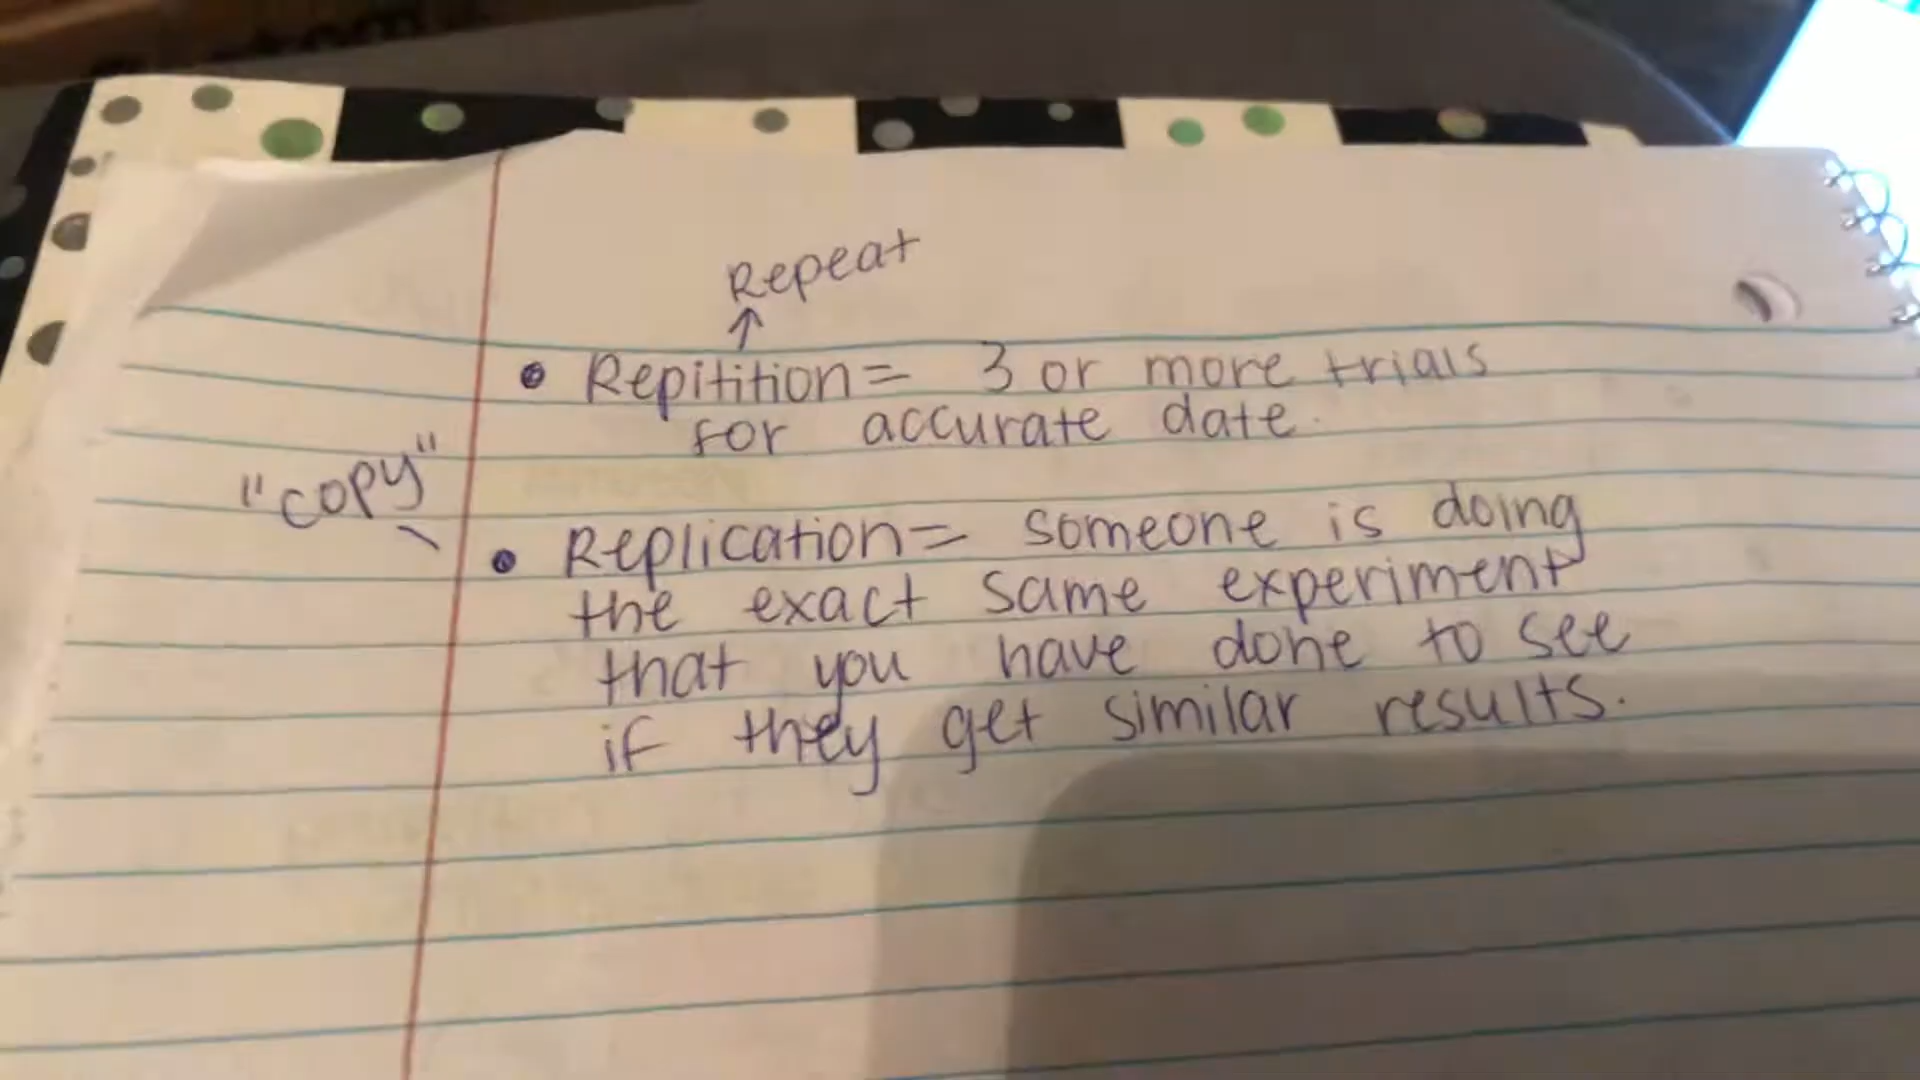 Repeat
↑
• Repitition = 3 or more trials
for accurate date.
"copy"
• Replication = someone is doing
the exact same experiment
that you have done to see
if they get similar results.